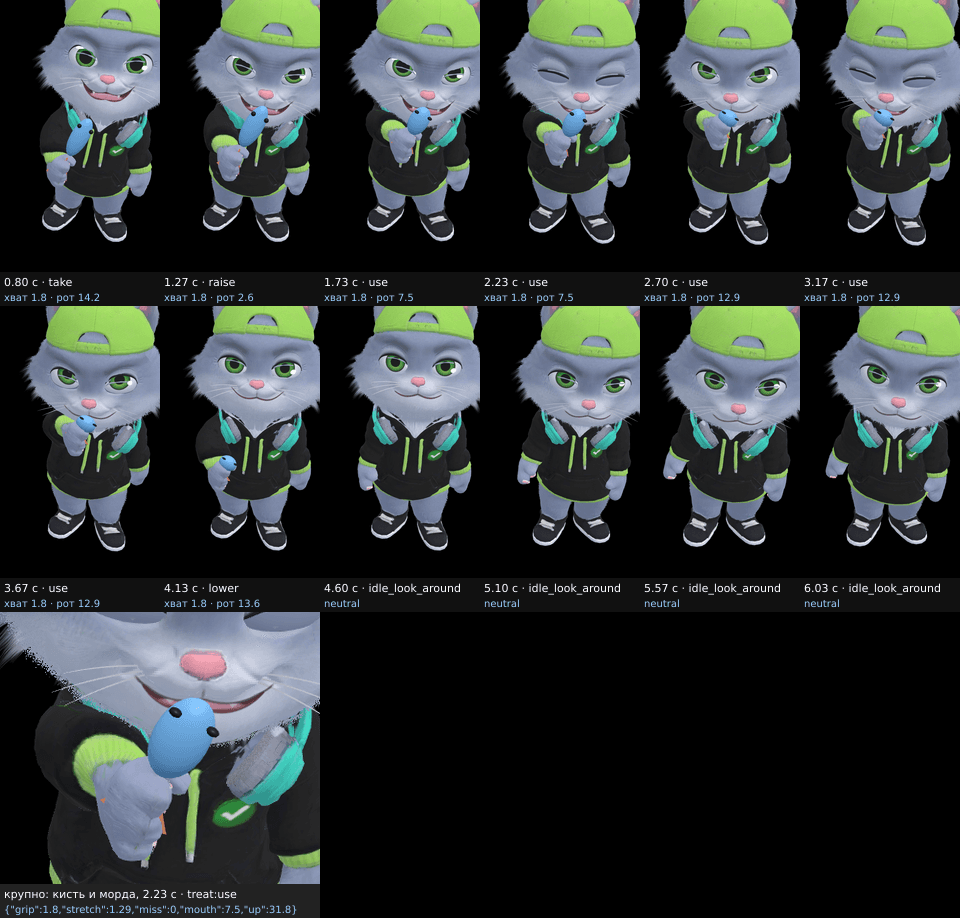 0.80 с · take
1.27 с · raise
1.73 с · use
2.23 с · use
2.70 с · use
3.17 с · use
хват 1.8 · рот 14.2
хват 1.8 · рот 2.6
хват 1.8 · рот 7.5
хват 1.8 · рот 7.5
хват 1.8 · рот 12.9
хват 1.8 · рот 12.9
3.67 с · use
4.13 с · lower
4.60 с · idle_look_around
5.10 с · idle_look_around
5.57 с · idle_look_around
6.03 с · idle_look_around
хват 1.8 · рот 12.9
хват 1.8 · рот 13.6
neutral
neutral
neutral
neutral
крупно: кисть и морда, 2.23 с · treat:use
{"grip":1.8,"stretch":1.29,"miss":0,"mouth":7.5,"up":31.8}